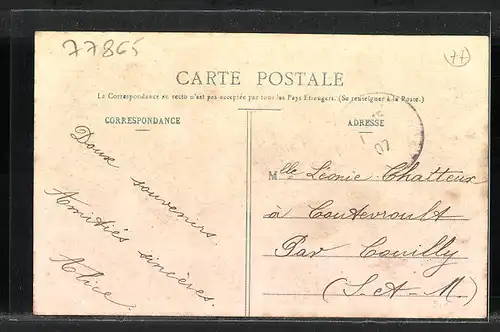 77865
77
CARTE POSTALE
La Correspondance au recto n'est pas acceptée par tous les Pays Etrangers. (Se renseigner à la Poste.)
CORRESPONDANCE
ADRESSE
07
Doux souvenirs.
Amitiés sincères.
Alice.
Mlle Léonie Chatteux
à Coutevroult
Par Couilly
(S.-et-M.)